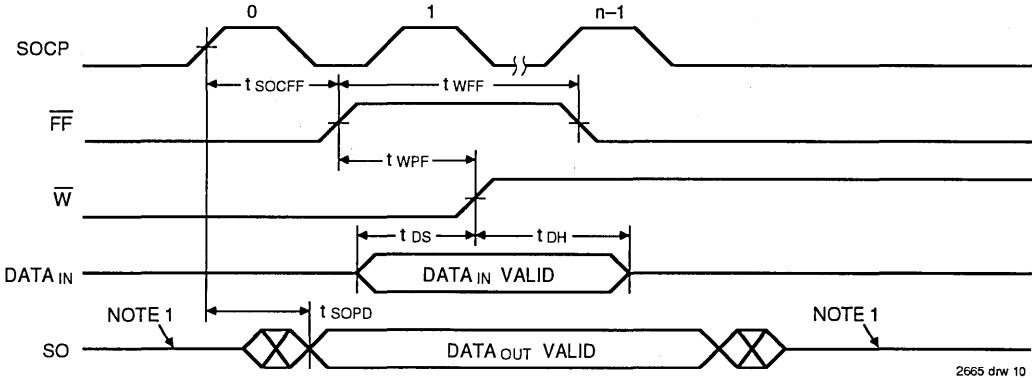 0 1 n–1
SOCP
t SOCFF t WFF
FF
t WPF
W
t DS t DH
DATA IN DATA IN VALID
t SOPD
NOTE 1 NOTE 1
SO DATA OUT VALID
2665 drw 10